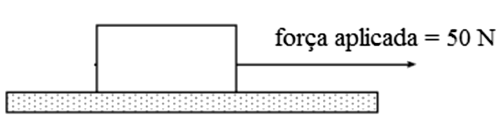 força aplicada = 50 N